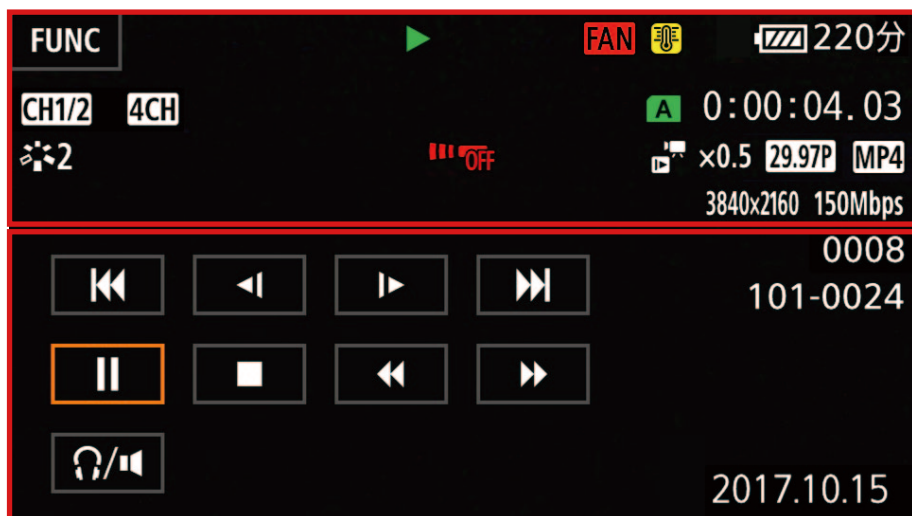 FUNC
FAN
220分
CH1/2 4CH
A 0:00:04.03
2
OFF
×0.5 29.97P MP4
3840x2160 150Mbps
0008
101-0024
2017.10.15